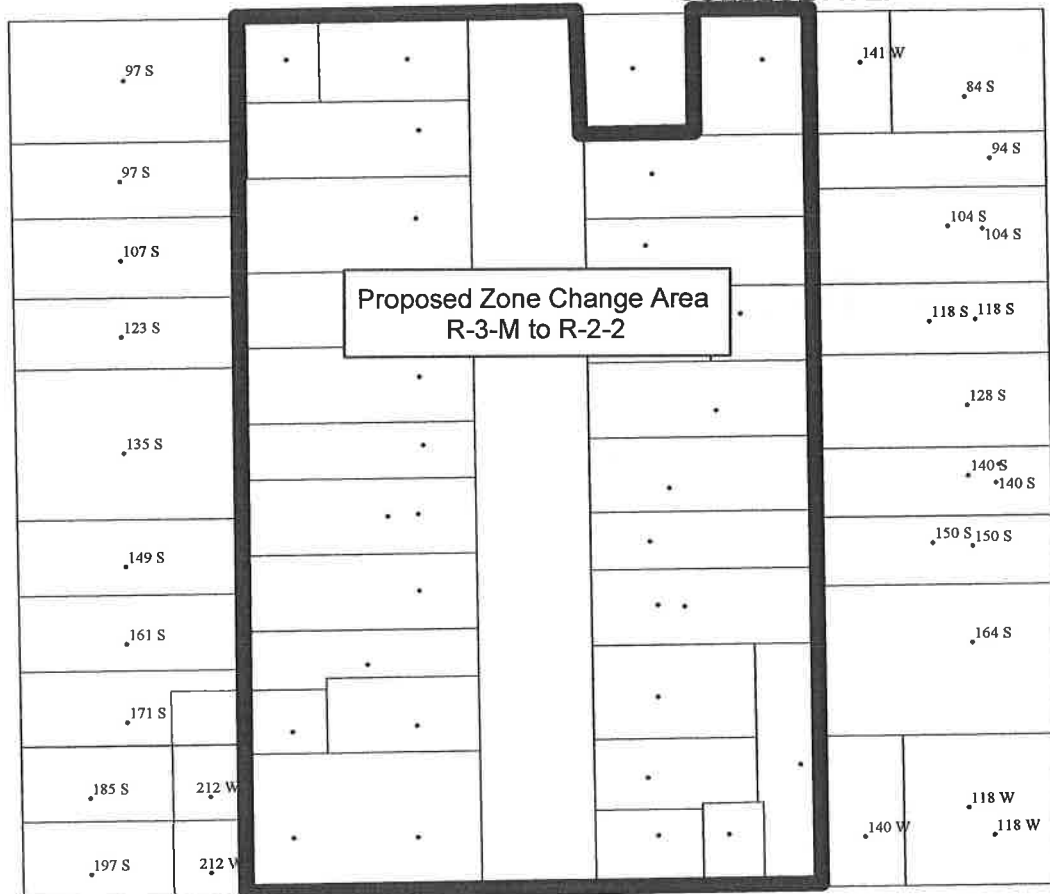 97 S
141 W
84 S
94 S
97 S
104 S
104 S
107 S
Proposed Zone Change Area
R-3-M to R-2-2
118 S
118 S
123 S
128 S
135 S
140 S
140 S
150 S
150 S
149 S
161 S
164 S
171 S
185 S
212 W
118 W
140 W
118 W
197 S
212 W